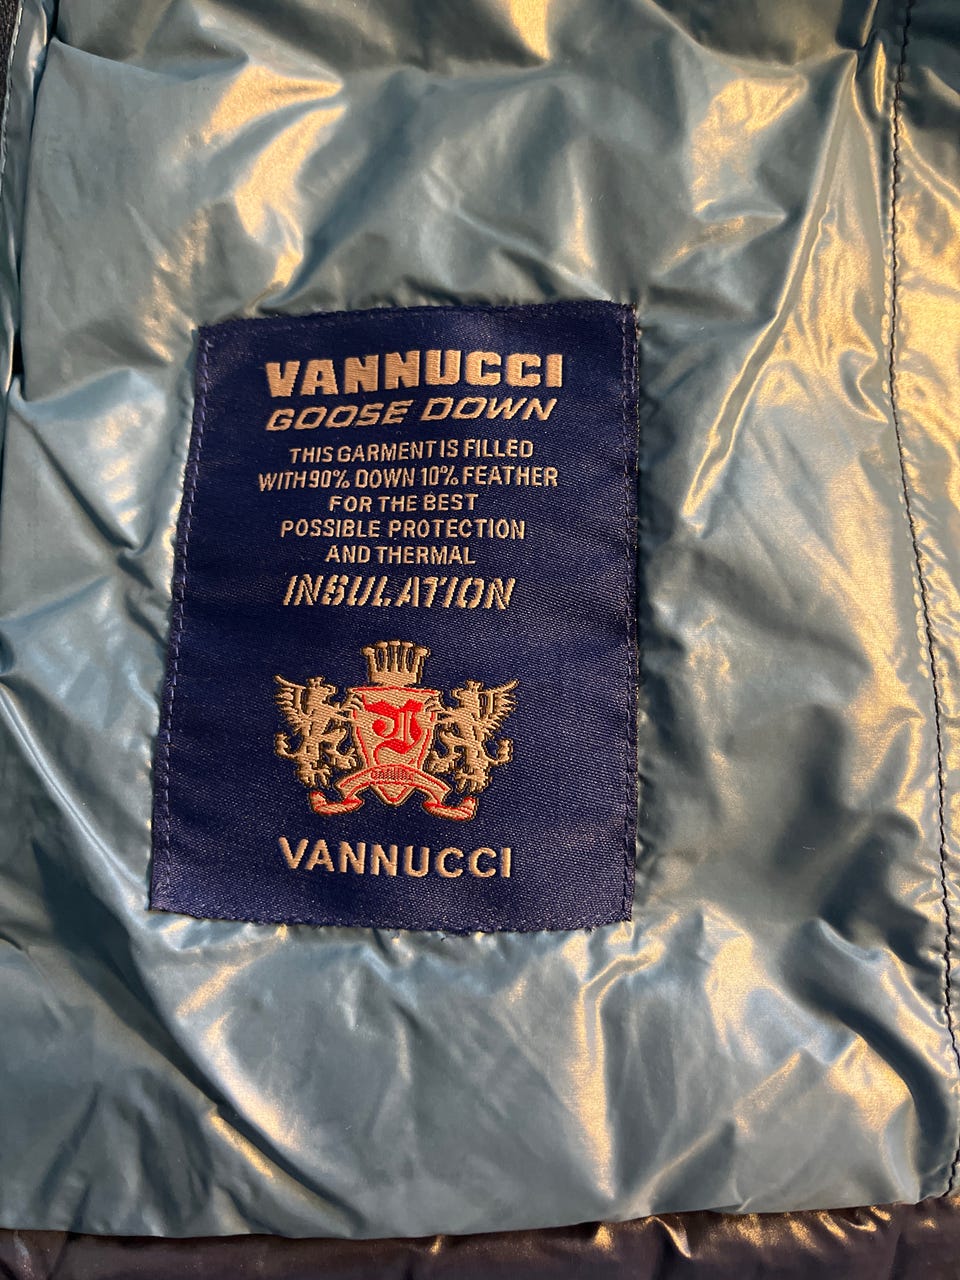 VANNUCCI
GOOSE DOWN
THIS GARMENT IS FILLED
WITH 90% DOWN 10% FEATHER
FOR THE BEST
POSSIBLE PROTECTION
AND THERMAL
INSULATION
VANNUCCI